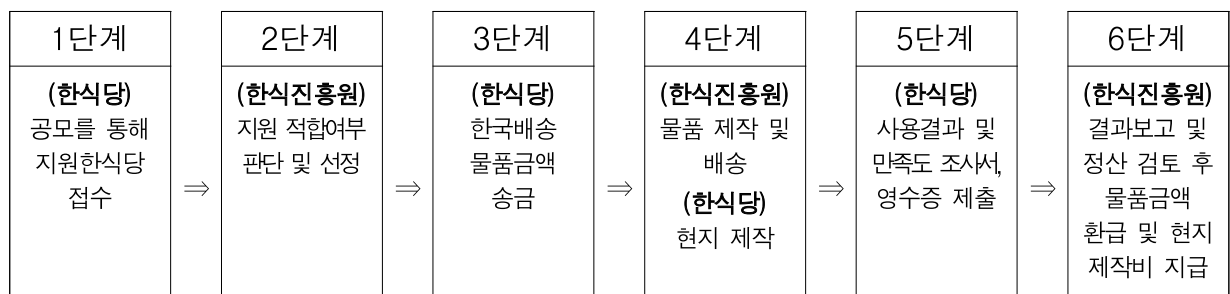 1단계
(한식당)
공모를 통해
지원한식당
접수
⇒
2단계
(한식진흥원)
지원 적합여부
판단 및 선정
⇒
3단계
(한식당)
한국배송
물품금액
송금
⇒
4단계
(한식진흥원)
물품 제작 및
배송
(한식당)
현지 제작
⇒
5단계
(한식당)
사용결과 및
만족도 조사서,
영수증 제출
⇒
6단계
(한식진흥원)
결과보고 및
정산 검토 후
물품금액
환급 및 현지
제작비 지급